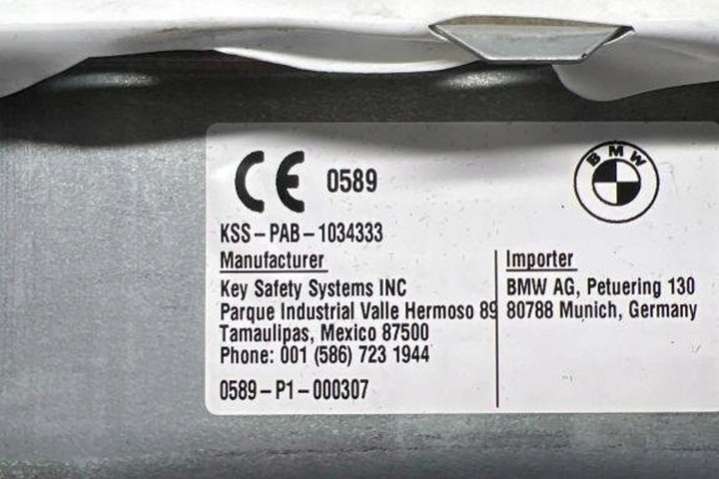 CE 0589
BMW
KSS-PAB-1034333
Manufacturer
Key Safety Systems INC
Parque Industrial Valle Hermoso 89
Tamaulipas, Mexico 87500
Phone: 001 (586) 723 1944
0589-P1-000307
Importer
BMW AG, Petuering 130
80788 Munich, Germany